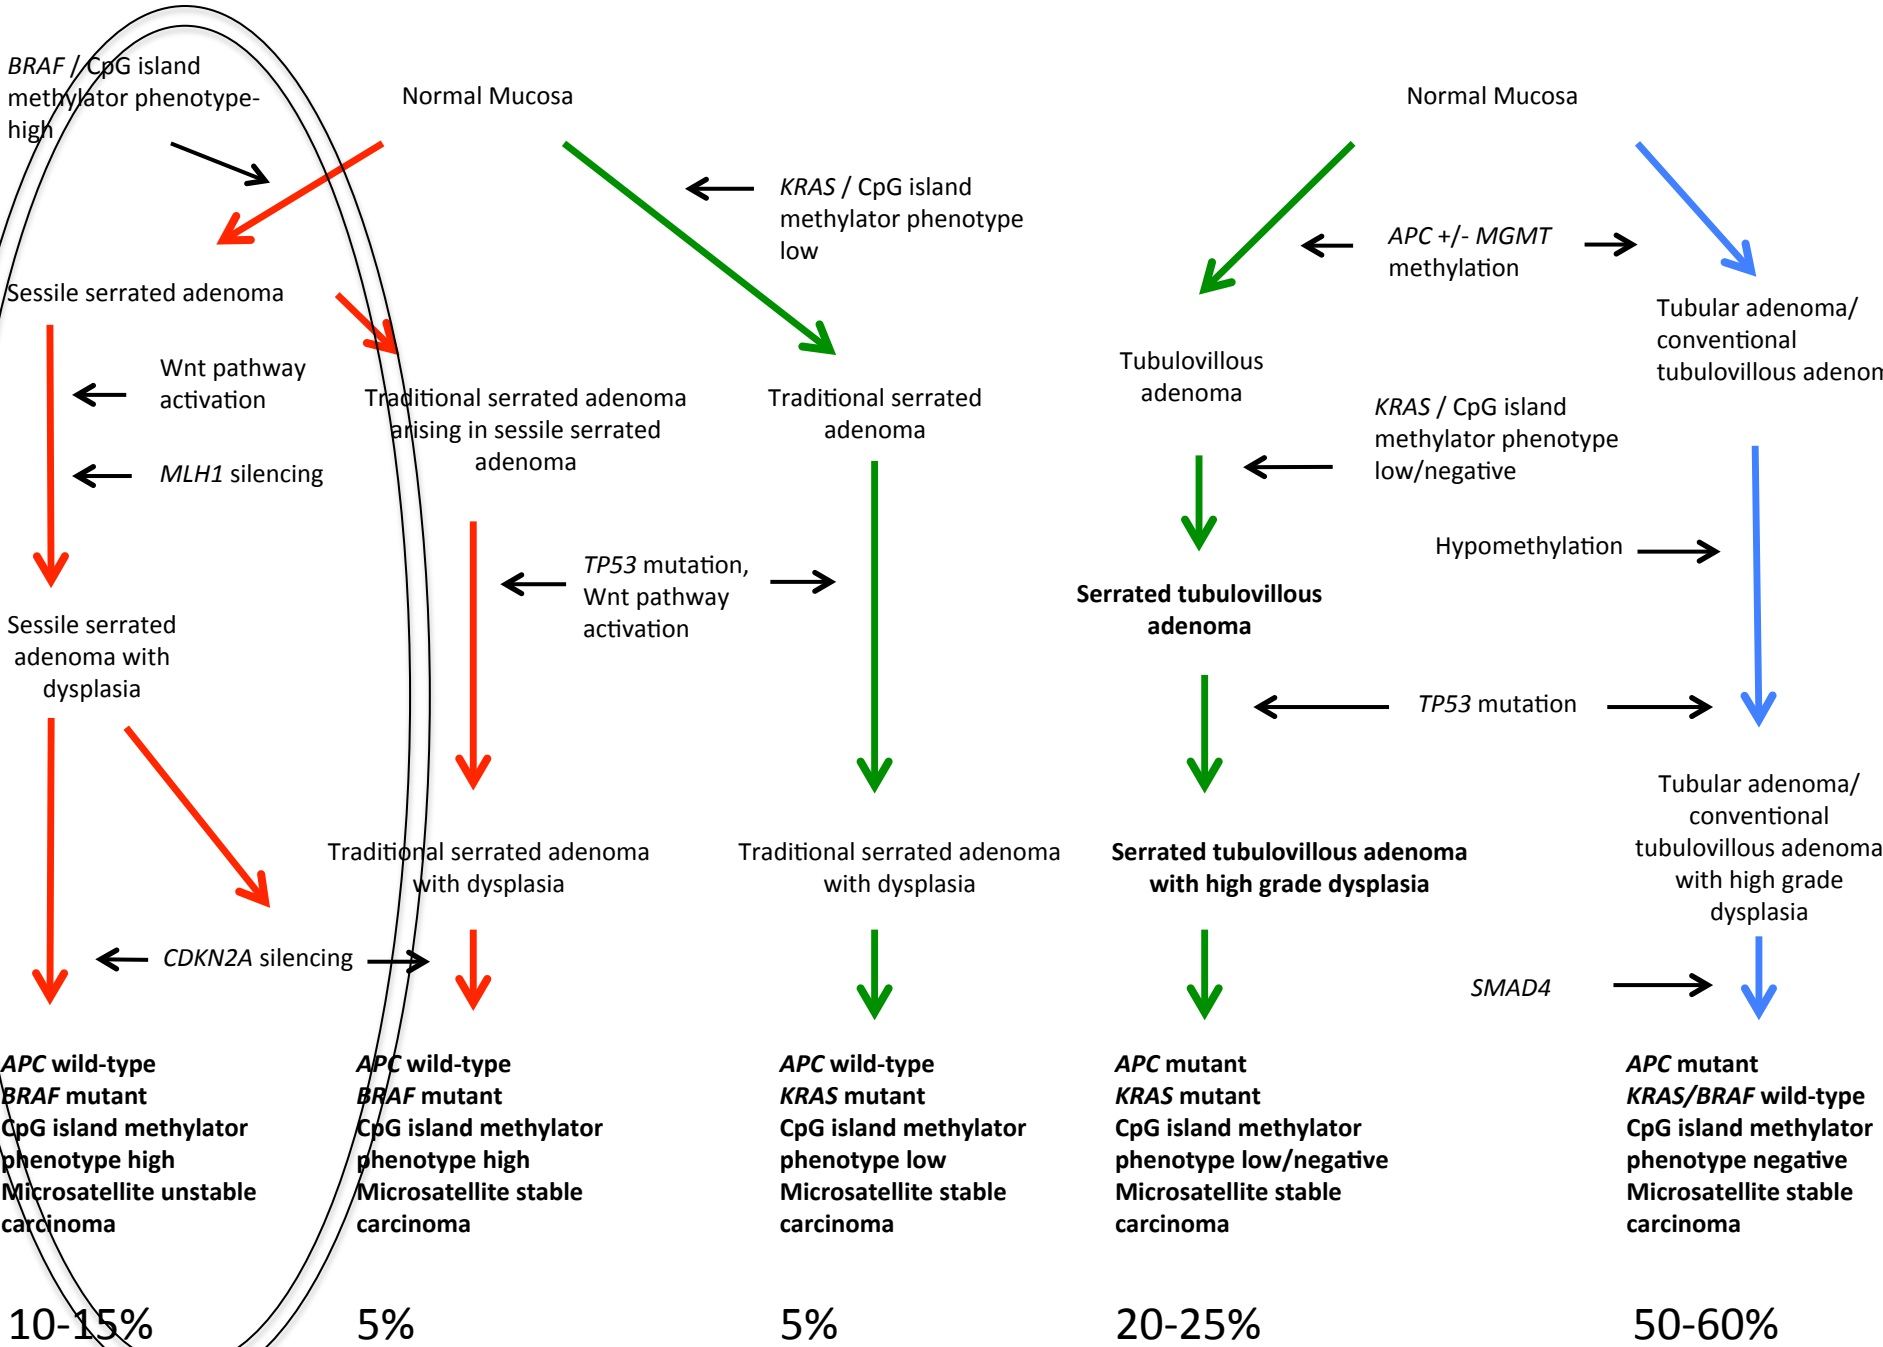 BRAF / CpG island
methylator phenotype-
high
Normal Mucosa
KRAS / CpG island
methylator phenotype
low
Normal Mucosa
APC +/- MGMT
methylation
Sessile serrated adenoma
Wnt pathway
activation
MLH1 silencing
Traditional serrated adenoma
arising in sessile serrated
adenoma
Traditional serrated
adenoma
Tubulovillous
adenoma
Tubular adenoma/
conventional
tubulovillous adenom
KRAS / CpG island
methylator phenotype
low/negative
Hypomethylation
TP53 mutation,
Wnt pathway
activation
Serrated tubulovillous
adenoma
Sessile serrated
adenoma with
dysplasia
TP53 mutation
Traditional serrated adenoma
with dysplasia
Traditional serrated adenoma
with dysplasia
Serrated tubulovillous adenoma
with high grade dysplasia
Tubular adenoma/
conventional
tubulovillous adenoma
with high grade
dysplasia
CDKN2A silencing
SMAD4
APC wild-type
BRAF mutant
CpG island methylator
phenotype high
Microsatellite unstable
carcinoma
APC wild-type
BRAF mutant
CpG island methylator
phenotype high
Microsatellite stable
carcinoma
APC wild-type
KRAS mutant
CpG island methylator
phenotype low
Microsatellite stable
carcinoma
APC mutant
KRAS mutant
CpG island methylator
phenotype low/negative
Microsatellite stable
carcinoma
APC mutant
KRAS/BRAF wild-type
CpG island methylator
phenotype negative
Microsatellite stable
carcinoma
10-15%
5%
5%
20-25%
50-60%